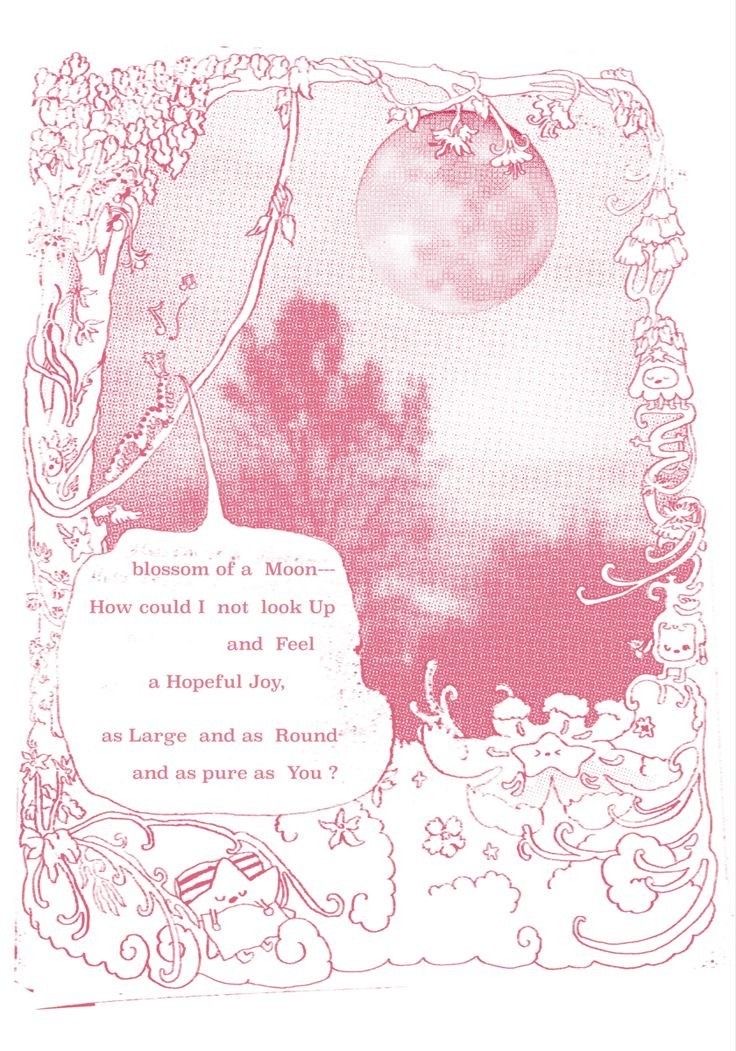 blossom of a Moon---
How could I not look Up
and Feel
a Hopeful Joy,
as Large and as Round
and as pure as You ?